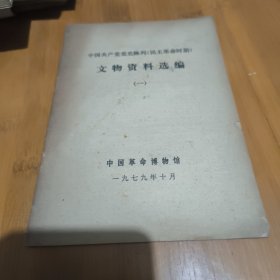 中国共产党党史陈列(民主革命时期)
文物资料选编
(一)
中国革命博物馆
一九七九年十月